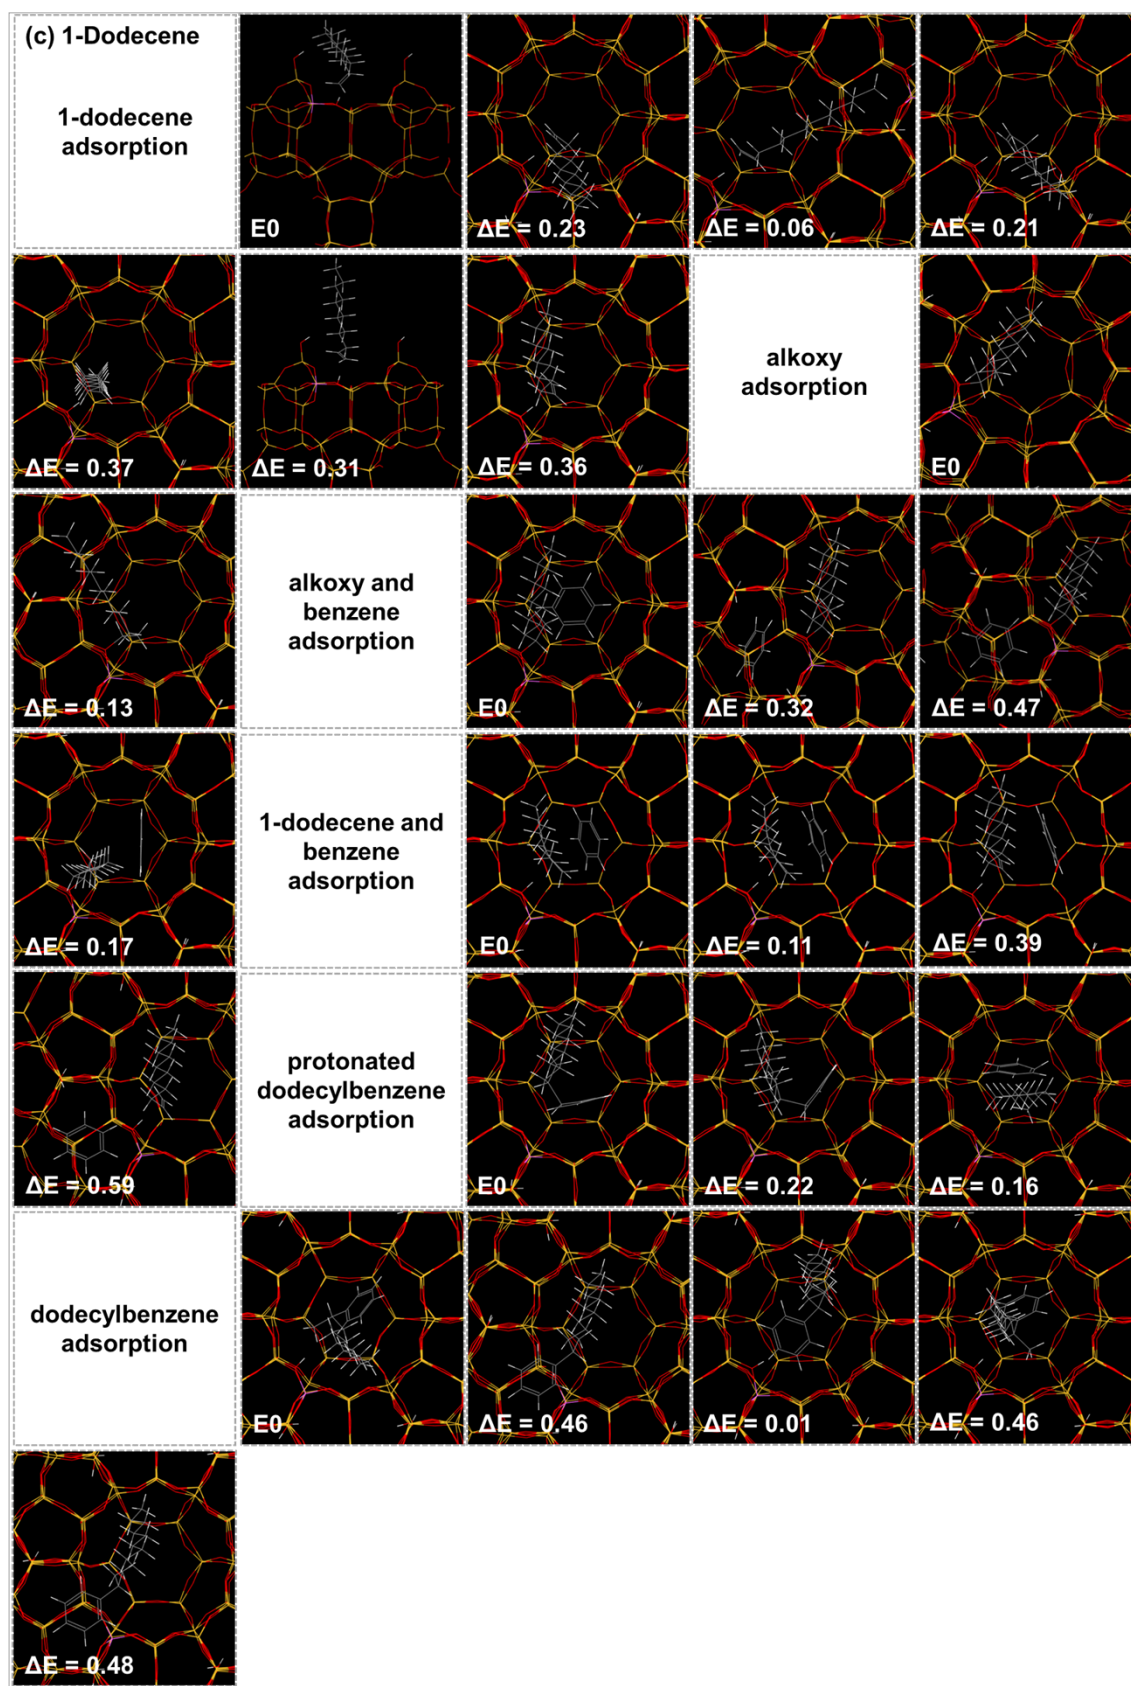 (c) 1-Dodecene
1-dodecene
adsorption
E0
ΔE = 0.23
ΔE = 0.06
ΔE = 0.21
ΔE = 0.37
ΔE = 0.31
ΔE = 0.36
alkoxy
adsorption
E0
ΔE = 0.13
alkoxy and
benzene
adsorption
E0
ΔE = 0.32
ΔE = 0.47
ΔE = 0.17
1-dodecene and
benzene
adsorption
E0
ΔE = 0.11
ΔE = 0.39
ΔE = 0.59
protonated
dodecylbenzene
adsorption
E0
ΔE = 0.22
ΔE = 0.16
dodecylbenzene
adsorption
E0
ΔE = 0.46
ΔE = 0.01
ΔE = 0.46
ΔE = 0.48